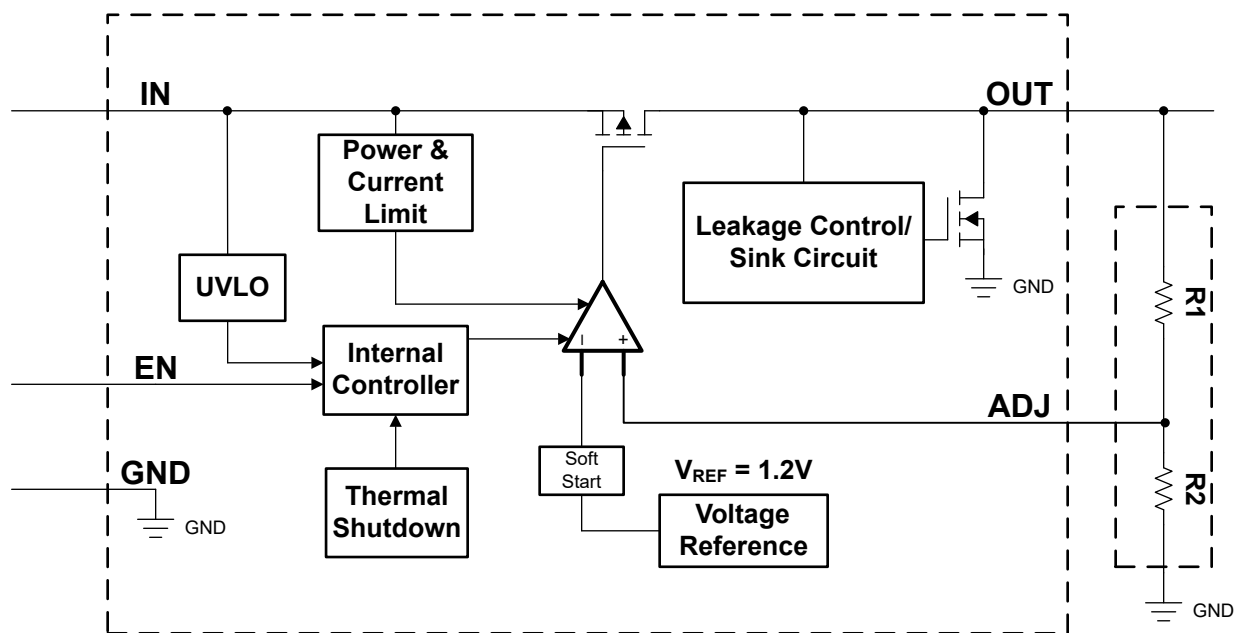 IN
OUT
Power &
Current
Limit
Leakage Control/
Sink Circuit
GND
UVLO
R1
Internal
Controller
I +
EN
ADJ
Soft
Start
VREF = 1.2V
GND
GND
Thermal
Shutdown
Voltage
Reference
R2
GND